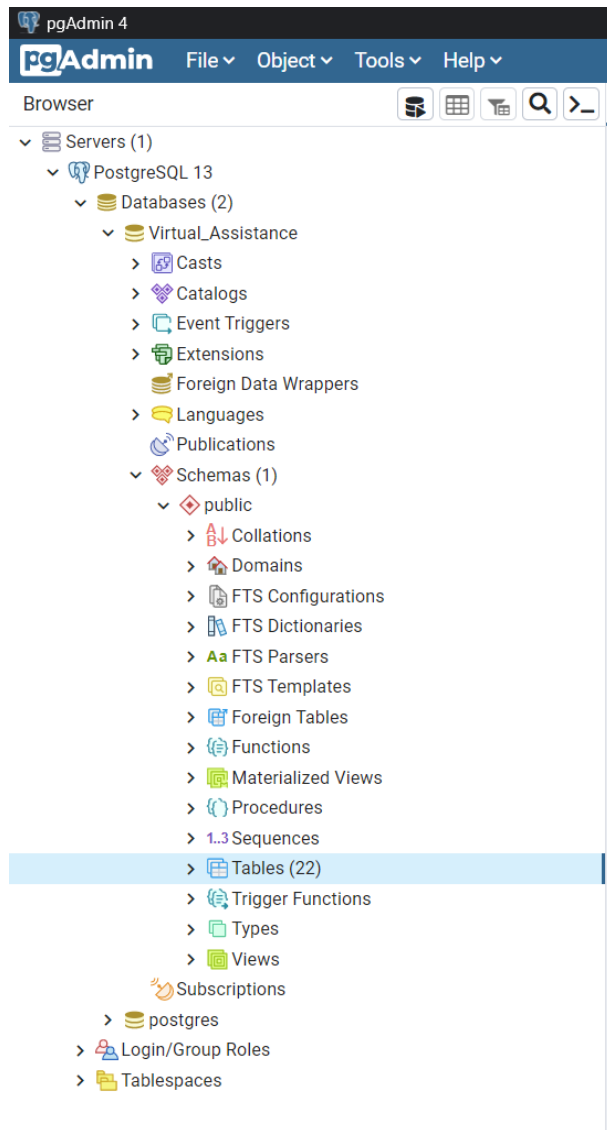 pgAdmin 4
pgAdmin File Object Tools Help
Browser
Servers (1)
PostgreSQL 13
Databases (2)
Virtual_Assistance
Casts
Catalogs
Event Triggers
Extensions
Foreign Data Wrappers
Languages
Publications
Schemas (1)
public
Collations
Domains
FTS Configurations
FTS Dictionaries
Aa FTS Parsers
FTS Templates
Foreign Tables
Functions
Materialized Views
Procedures
1..3 Sequences
Tables (22)
Trigger Functions
Types
Views
Subscriptions
postgres
Login/Group Roles
Tablespaces